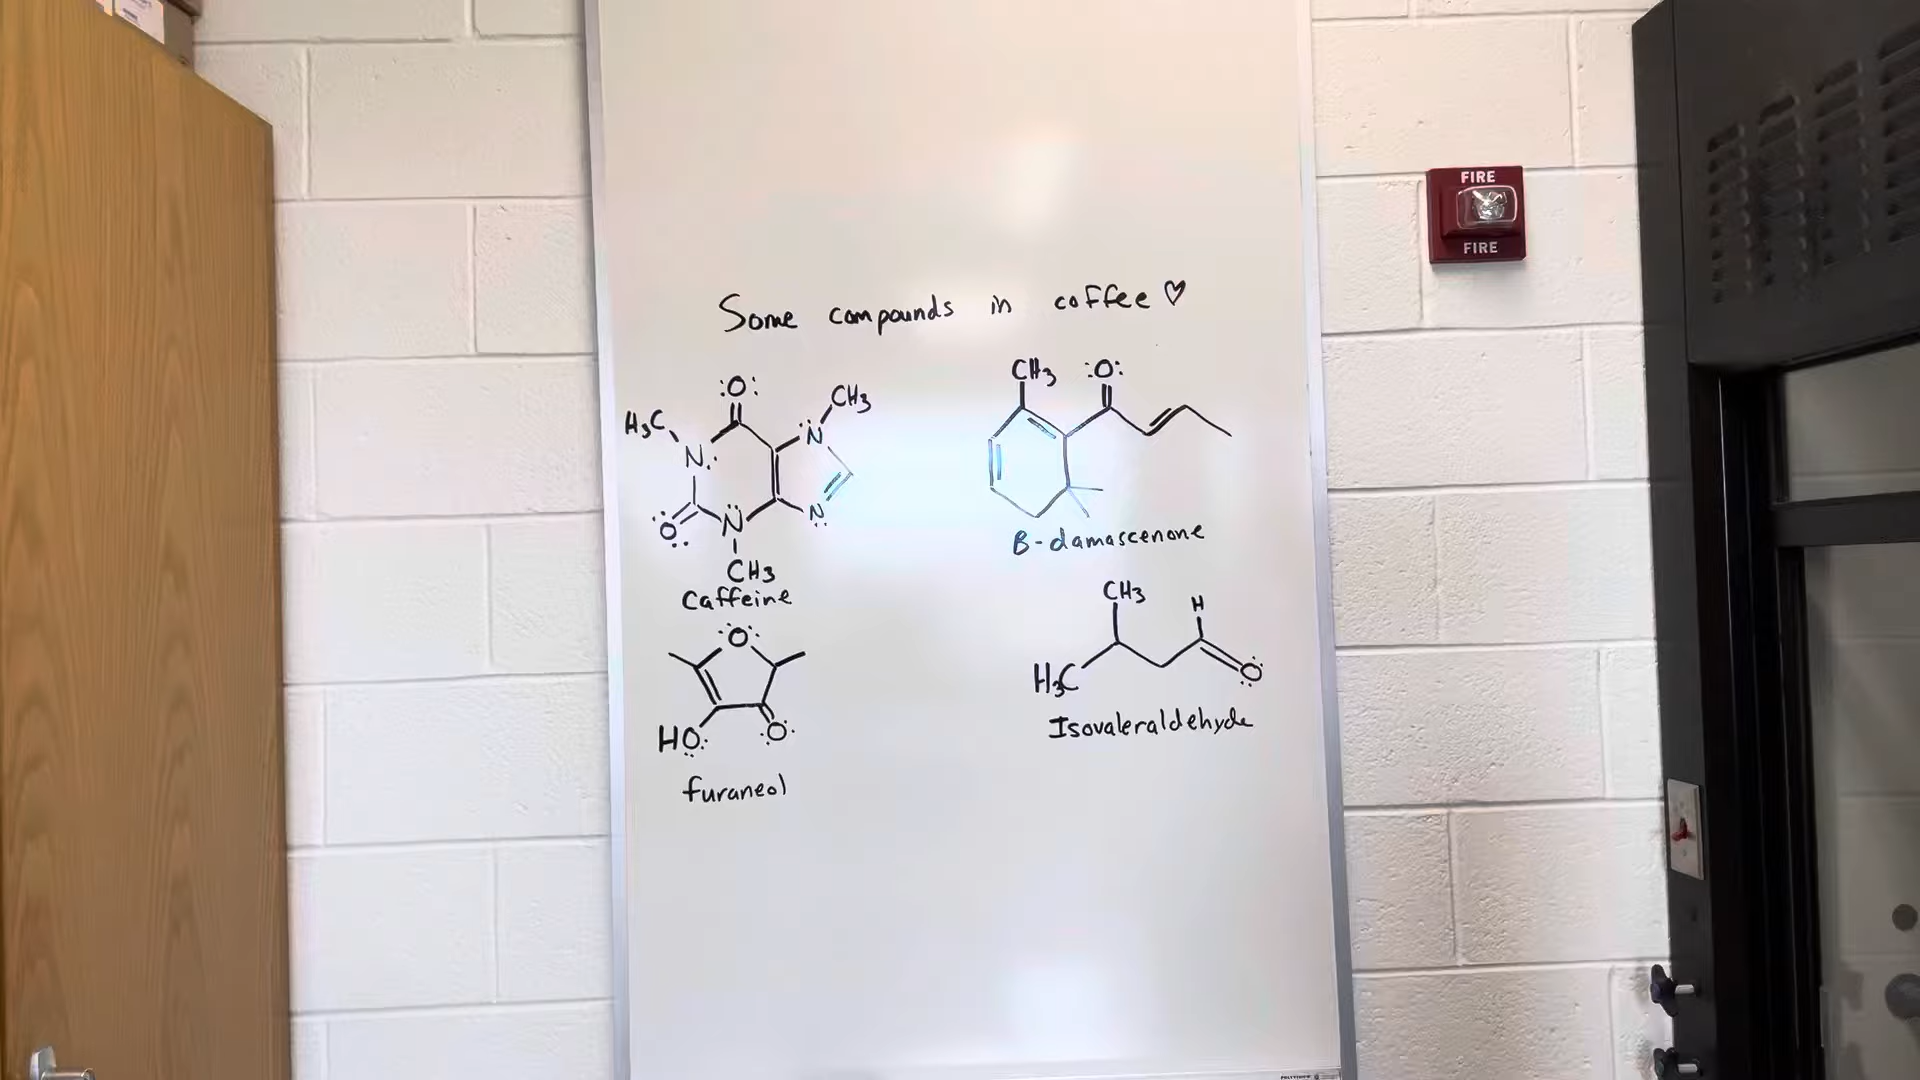 Some compounds in coffee ♡
:O:
CH3
H3C
N:
N
:O:
N
N
CH3
Caffeine
CH3
:O:
B-damascenone
:O:
HO:
:O:
furaneol
CH3
H
H3C
:O:
Isovaleraldehyde
FIRE
FIRE